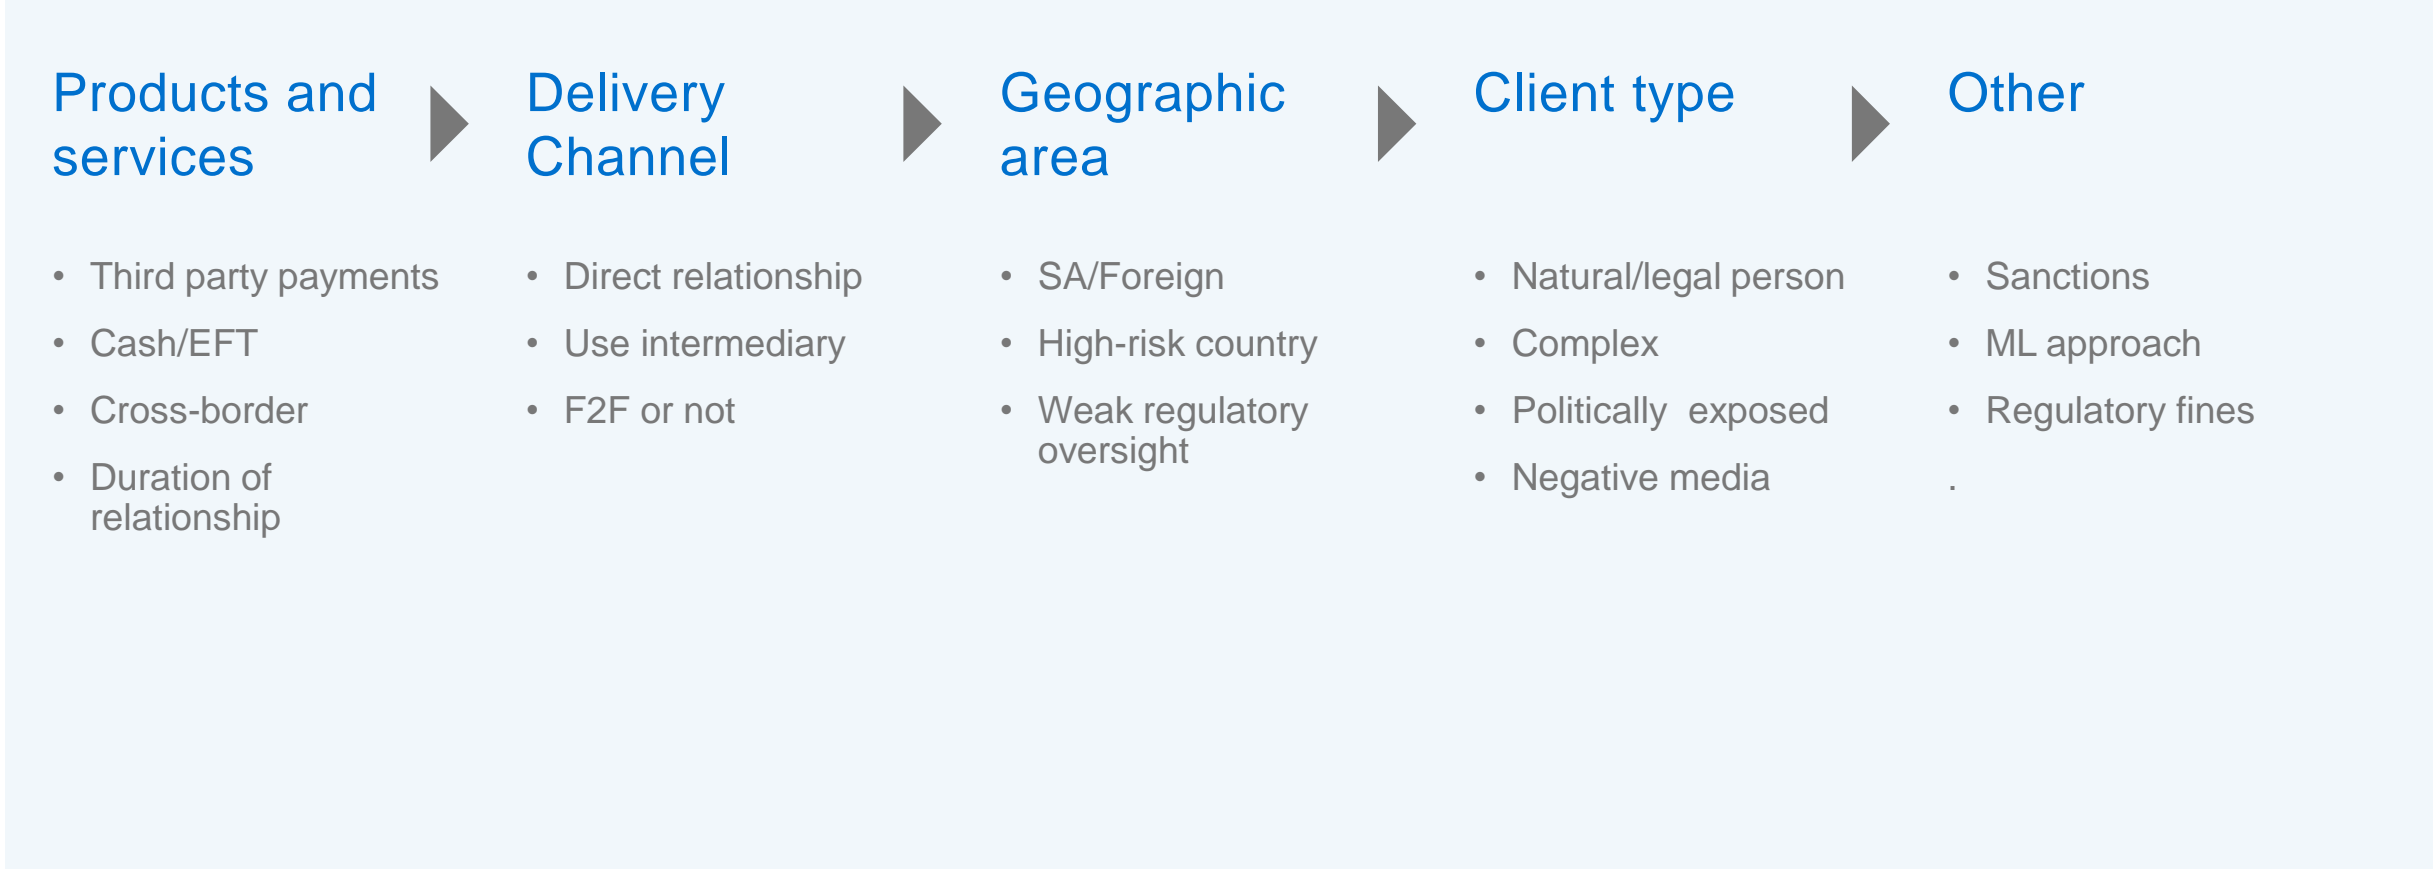 Products and
services
• Third party payments
• Cash/EFT
• Cross-border
• Duration of
relationship
Delivery
Channel
• Direct relationship
• Use intermediary
• F2F or not
Geographic
area
• SA/Foreign
• High-risk country
• Weak regulatory
oversight
Client type
• Natural/legal person
• Complex
• Politically  exposed
• Negative media
Other
• Sanctions
• ML approach
• Regulatory fines
.